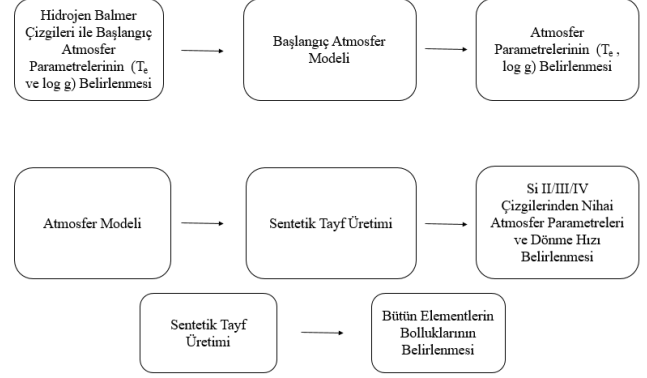 Hidrojen Balmer
Çizgileri ile Başlangıç
Atmosfer
Parametrelerinin (Te
ve log g) Belirlenmesi
Başlangıç Atmosfer
Modeli
Atmosfer
Parametrelerinin (Te ,
log g) Belirlenmesi
Atmosfer Modeli
Sentetik Tayf Üretimi
Si II/III/IV
Çizgilerinden Nihai
Atmosfer Parametreleri
ve Dönme Hızı
Belirlenmesi
Sentetik Tayf
Üretimi
Bütün Elementlerin
Bolluklarının
Belirlenmesi